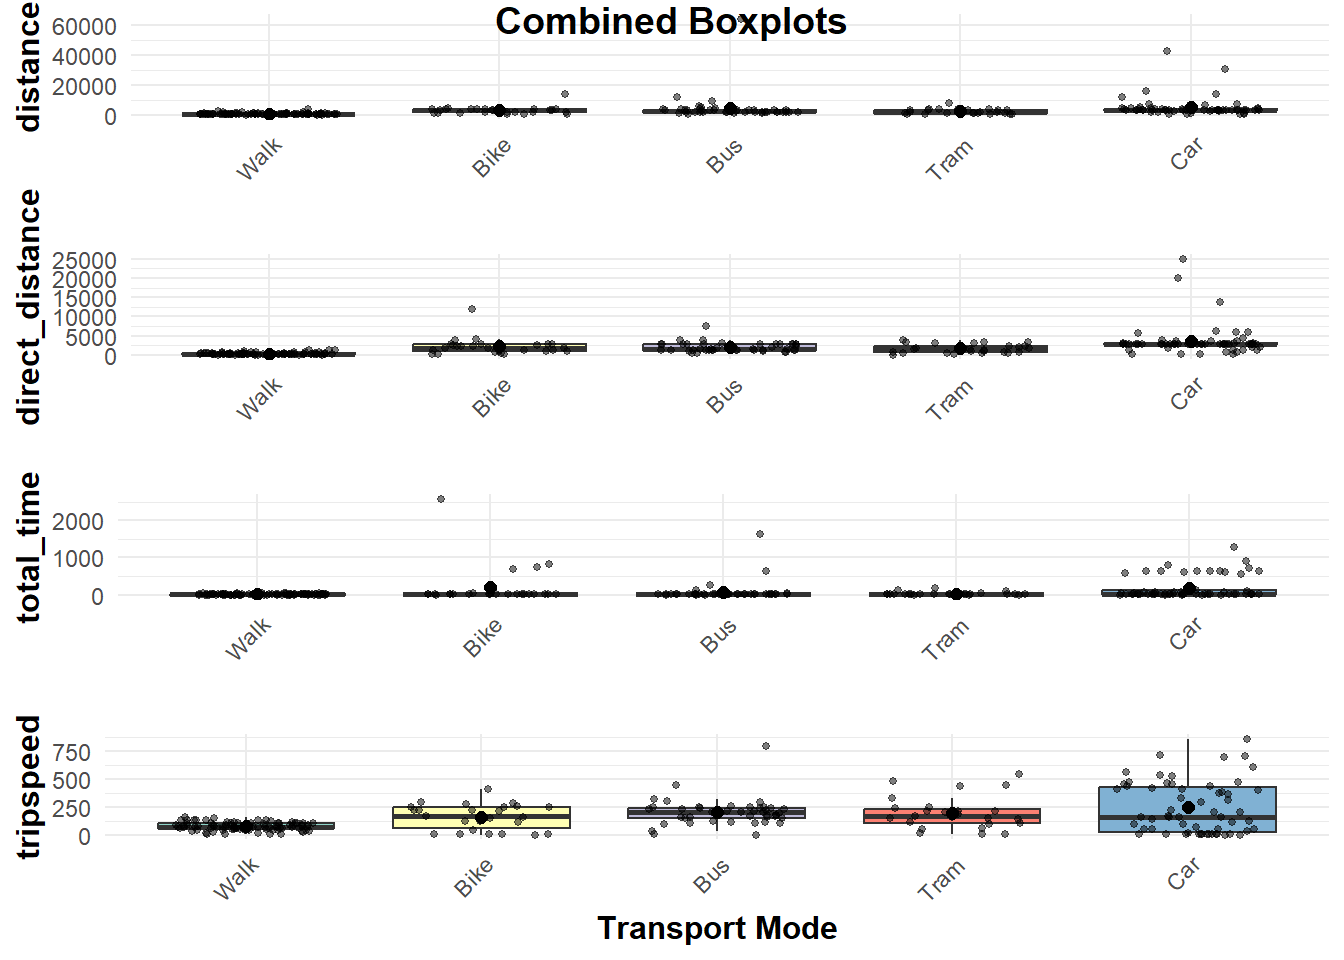 Combined Boxplots
distance
60000
40000
20000
0
Walk Bike Bus Tram Car
direct_distance
25000
20000
15000
10000
5000
0
Walk Bike Bus Tram Car
total_time
2000
1000
0
Walk Bike Bus Tram Car
tripspeed
750
500
250
0
Walk Bike Bus Tram Car
Transport Mode